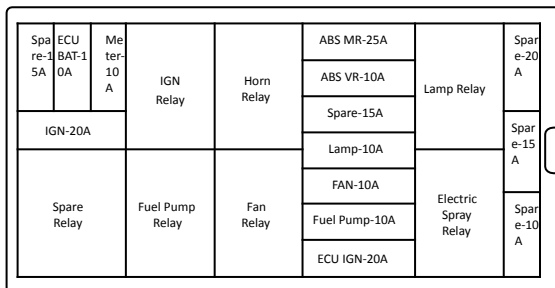 Spa
re-1
5A
ECU
BAT-1
0A
Me
ter-
10
A
IGN-20A
Spare
Relay
IGN
Relay
Fuel Pump
Relay
Horn
Relay
Fan
Relay
ABS MR-25A
ABS VR-10A
Spare-15A
Lamp-10A
FAN-10A
Fuel Pump-10A
ECU IGN-20A
Lamp Relay
Electric
Spray
Relay
Spar
e-20
A
Spar
e-15
A
Spar
e-10
A